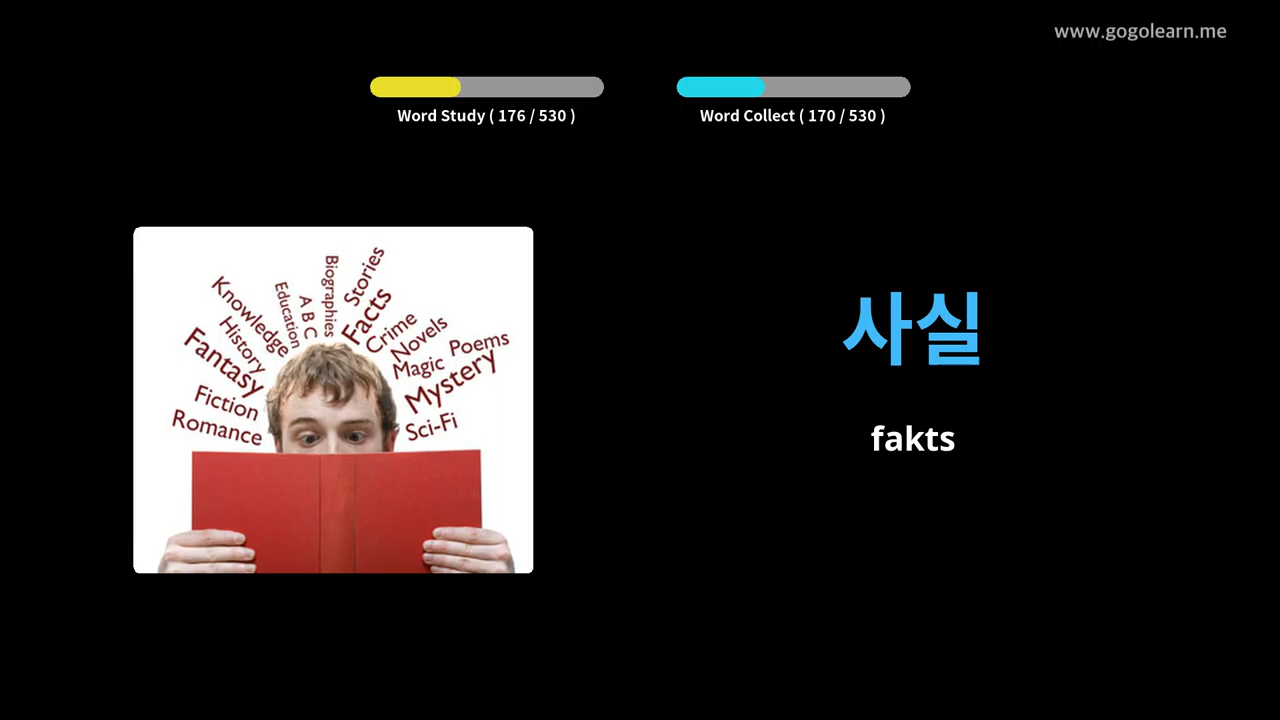 www.gogolearn.me
Word Study ( 176 / 530 )
Word Collect ( 170 / 530 )
Knowledge
Education
A B C
Biographies
Stories
Facts
Crime
Novels
Poems
History
Fantasy
Magic
Mystery
Fiction
Romance
Sci-Fi
사실
fakts